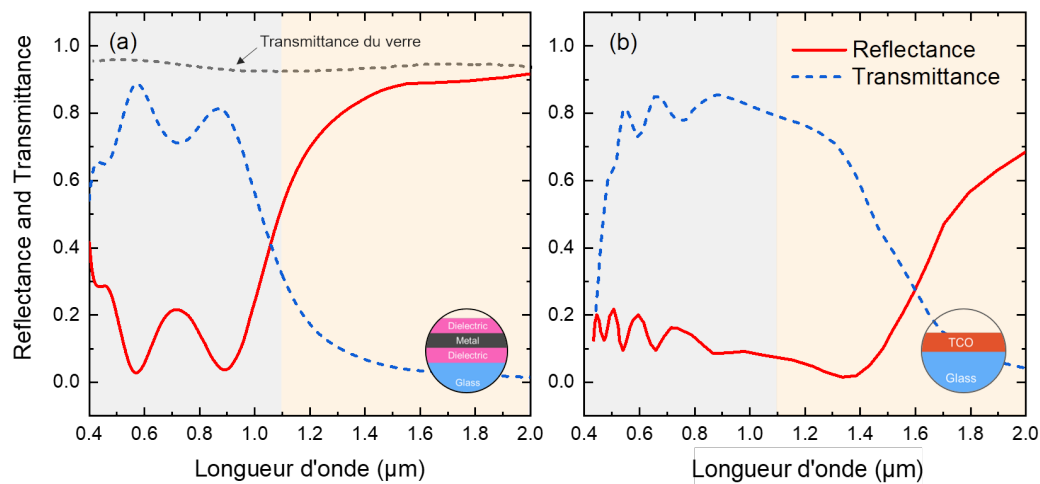 Reflectance and Transmittance
1.0
0.8
0.6
0.4
0.2
0.0
(a)
Transmittance du verre
Dielectric
Metal
Dielectric
Glass
0.4 0.6 0.8 1.0 1.2 1.4 1.6 1.8 2.0
Longueur d'onde (µm)
1.0
0.8
0.6
0.4
0.2
0.0
(b)
Reflectance
Transmittance
TCO
Glass
0.4 0.6 0.8 1.0 1.2 1.4 1.6 1.8 2.0
Longueur d'onde (µm)